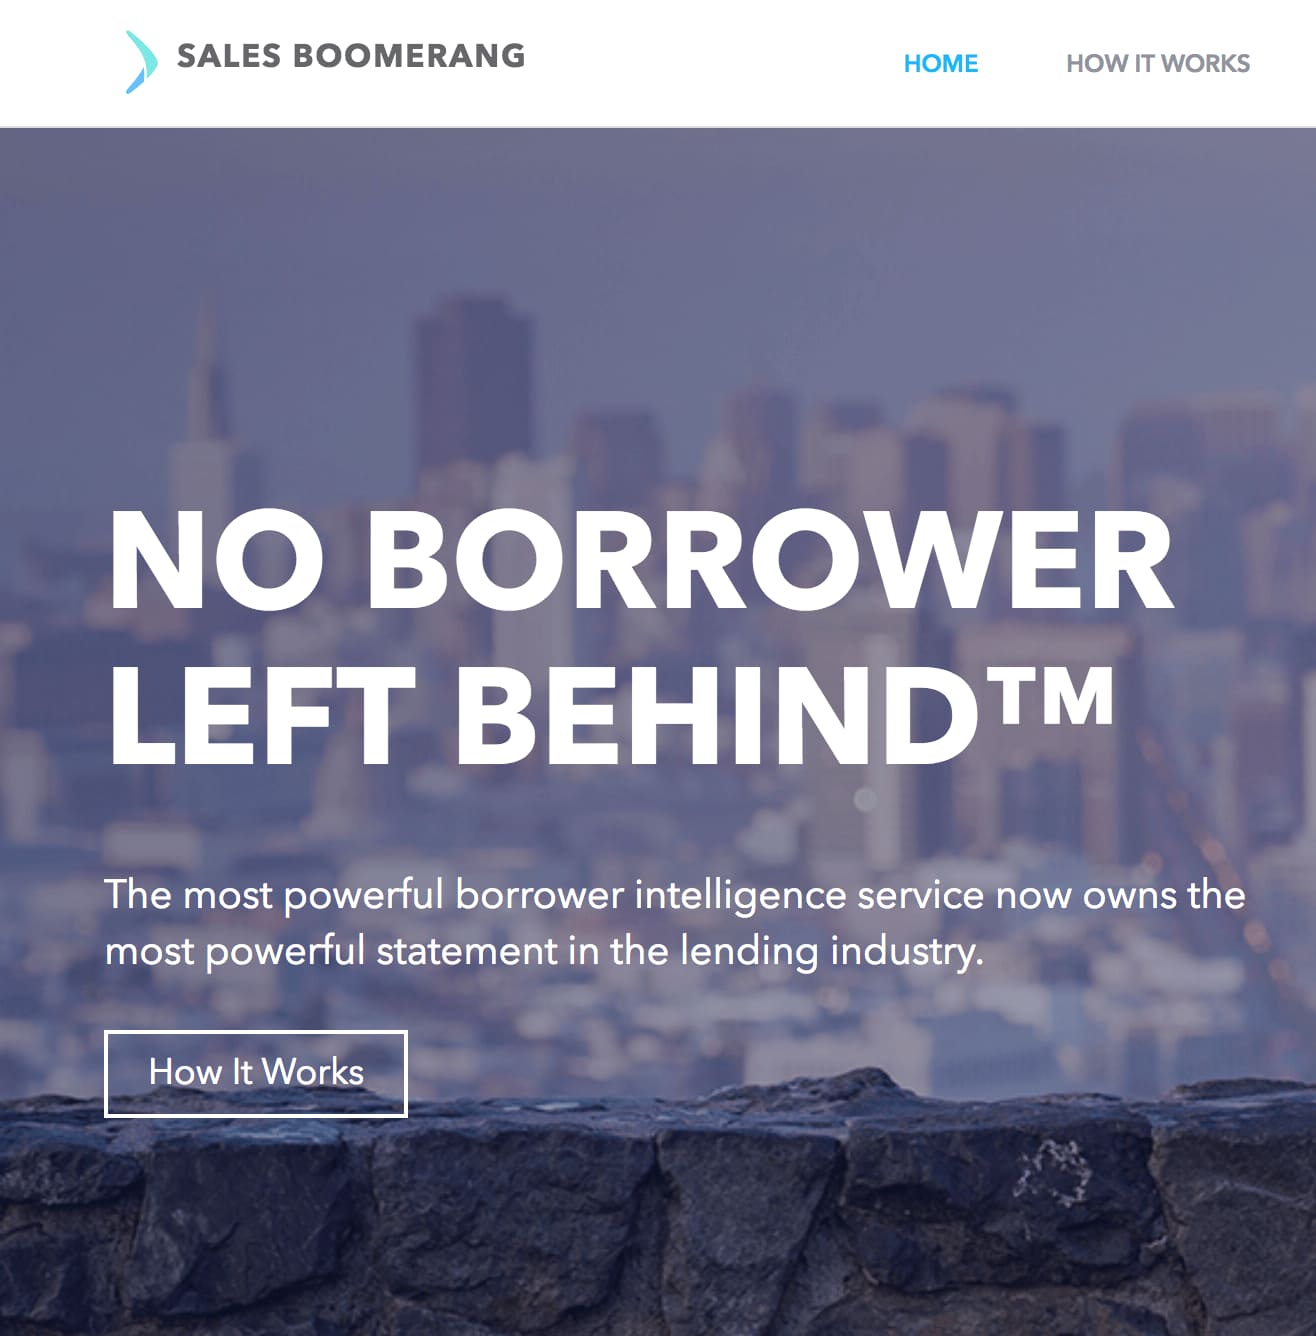 SALES BOOMERANG
HOME
HOW IT WORKS
NO BORROWER
LEFT BEHIND™
The most powerful borrower intelligence service now owns the
most powerful statement in the lending industry.
How It Works